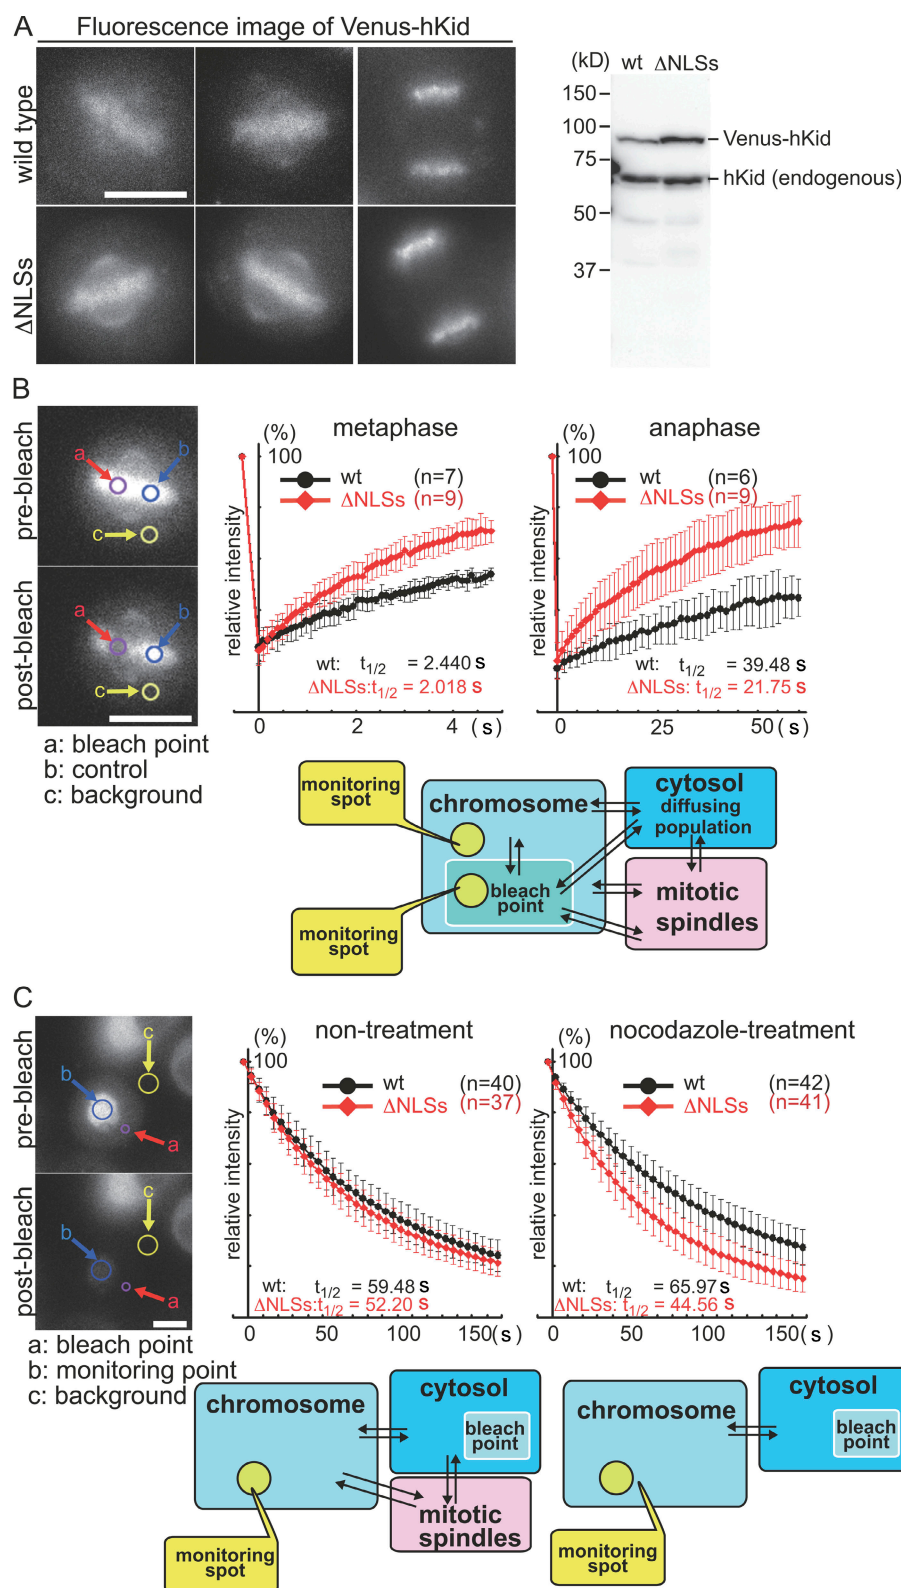 A
Fluorescence image of Venus-hKid
wild type
ΔNLSs
(kD) wt ΔNLSs
150
100
75
50
37
Venus-hKid
hKid (endogenous)
B
pre-bleach
post-bleach
a
b
c
a
b
c
a: bleach point
b: control
c: background
(%)
metaphase
100
wt (n=7)
ΔNLSs (n=9)
relative intensity
wt: t1/2 = 2.440 s
ΔNLSs:t1/2 = 2.018 s
0 2 4 (s)
(%)
anaphase
100
wt (n=6)
ΔNLSs (n=9)
relative intensity
wt: t1/2 = 39.48 s
ΔNLSs: t1/2 = 21.75 s
0 25 50 (s)
monitoring
spot
chromosome
cytosol
diffusing
population
bleach
point
mitotic
spindles
monitoring
spot
C
pre-bleach
post-bleach
c
b
a
c
b
a
a: bleach point
b: monitoring point
c: background
(%)
non-treatment
100
wt (n=40)
ΔNLSs (n=37)
relative intensity
wt: t1/2 = 59.48 s
ΔNLSs:t1/2 = 52.20 s
0 50 100 150(s)
(%)
nocodazole-treatment
100
wt (n=42)
ΔNLSs (n=41)
relative intensity
wt: t1/2 = 65.97 s
ΔNLSs: t1/2 = 44.56 s
0 50 100 150(s)
chromosome
cytosol
bleach
point
mitotic
spindles
monitoring
spot
chromosome
cytosol
bleach
point
monitoring
spot